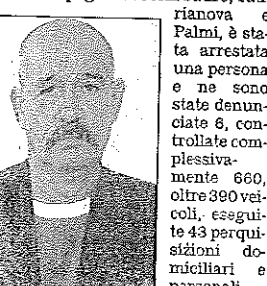 rianova e
Palmi, è sta-
ta arrestata
una persona
e ne sono
state denun-
ciate 6, con-
trollate com-
plessiva-
mente 660,
oltre 390 vei-
coli, esegui-
te 43 perqui-
sizioni do-
miciliari e
personali